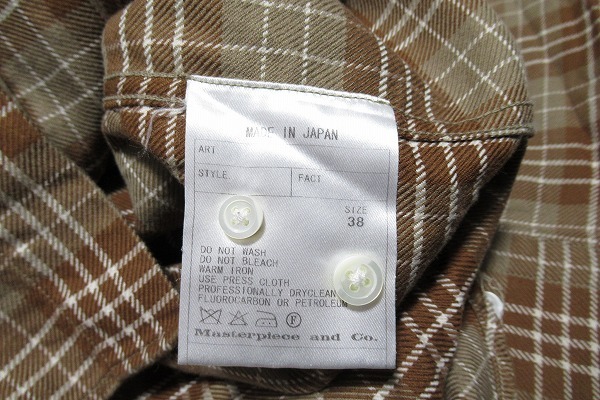 MADE IN JAPAN
ART
STYLE. FACT
SIZE
38
DO NOT WASH
DO NOT BLEACH
WARM IRON
USE PRESS CLOTH
PROFESSIONALLY DRYCLEAN
FLUOROCARBON OR PETROLEUM
F
Masterpiece and Co.